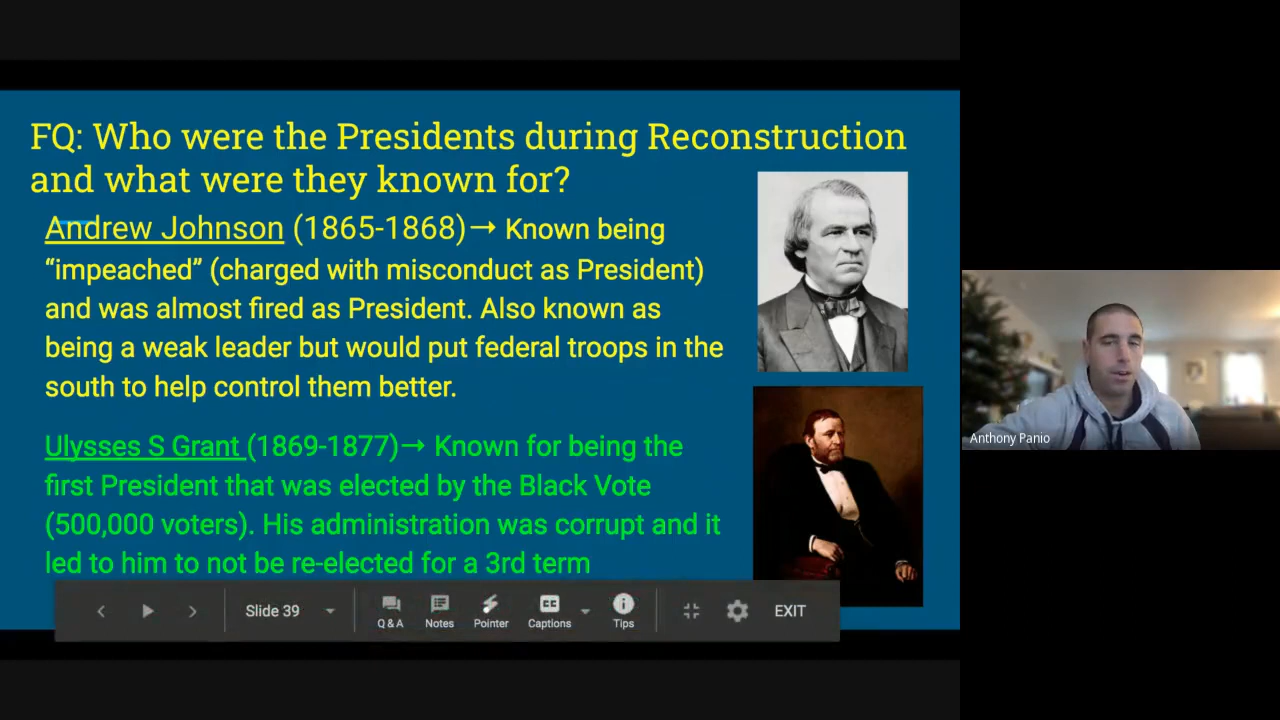 FQ: Who were the Presidents during Reconstruction
and what were they known for?
Andrew Johnson (1865-1868)→ Known being
“impeached” (charged with misconduct as President)
and was almost fired as President. Also known as
being a weak leader but would put federal troops in the
south to help control them better.
Ulysses S Grant (1869-1877)→ Known for being the
first President that was elected by the Black Vote
(500,000 voters). His administration was corrupt and it
led to him to not be re-elected for a 3rd term
Slide 39
Q & A
Notes
Pointer
CC
Captions
Tips
EXIT
Anthony Panio